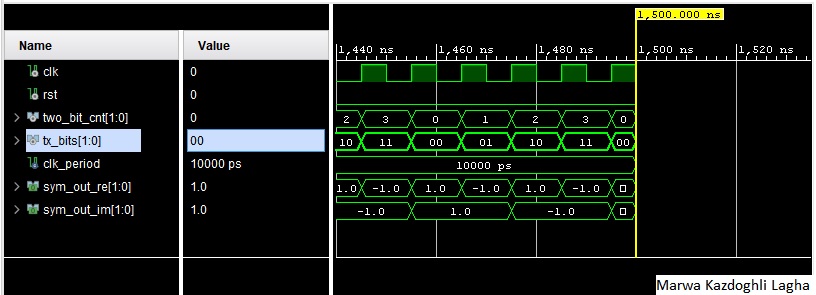 1,500.000 ns
Name Value
1,440 ns 1,460 ns 1,480 ns 1,500 ns 1,520 ns
clk 0
rst 0
two_bit_cnt[1:0] 0 2 3 0 1 2 3 0
tx_bits[1:0] 00 10 11 00 01 10 11 00
clk_period 10000 ps 10000 ps
sym_out_re[1:0] 1.0 1.0 -1.0 1.0 -1.0 1.0 -1.0
sym_out_im[1:0] 1.0 -1.0 1.0 -1.0
Marwa Kazdoghli Lagha